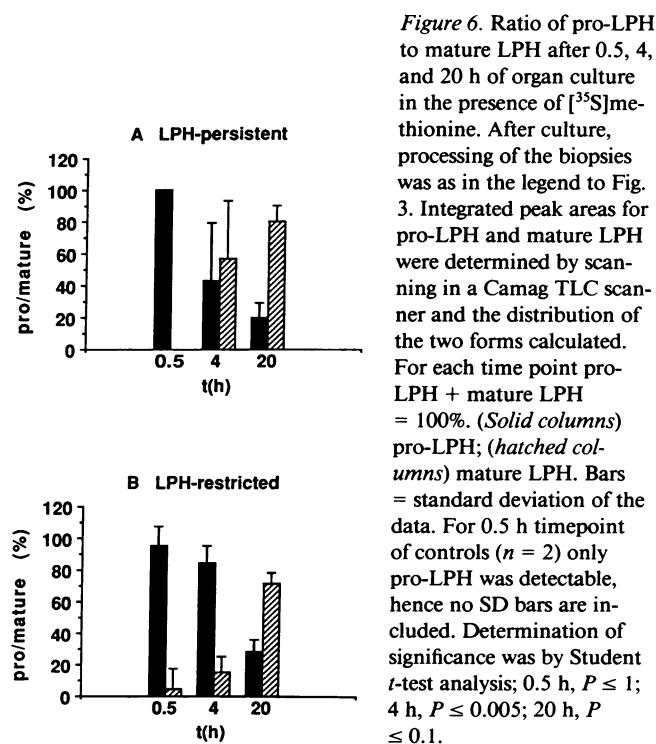 A LPH-persistent
pro/mature (%)
120
100
80
60
40
20
0
0.5 4 20
t(h)
B LPH-restricted
pro/mature (%)
120
100
80
60
40
20
0
0.5 4 20
t(h)
Figure 6. Ratio of pro-LPH
to mature LPH after 0.5, 4,
and 20 h of organ culture
in the presence of [³⁵S]me-
thionine. After culture,
processing of the biopsies
was as in the legend to Fig.
3. Integrated peak areas for
pro-LPH and mature LPH
were determined by scan-
ning in a Camag TLC scan-
ner and the distribution of
the two forms calculated.
For each time point pro-
LPH + mature LPH
= 100%. (Solid columns)
pro-LPH; (hatched col-
umns) mature LPH. Bars
= standard deviation of the
data. For 0.5 h timepoint
of controls (n = 2) only
pro-LPH was detectable,
hence no SD bars are in-
cluded. Determination of
significance was by Student
t-test analysis; 0.5 h, P ≤ 1;
4 h, P ≤ 0.005; 20 h, P
≤ 0.1.